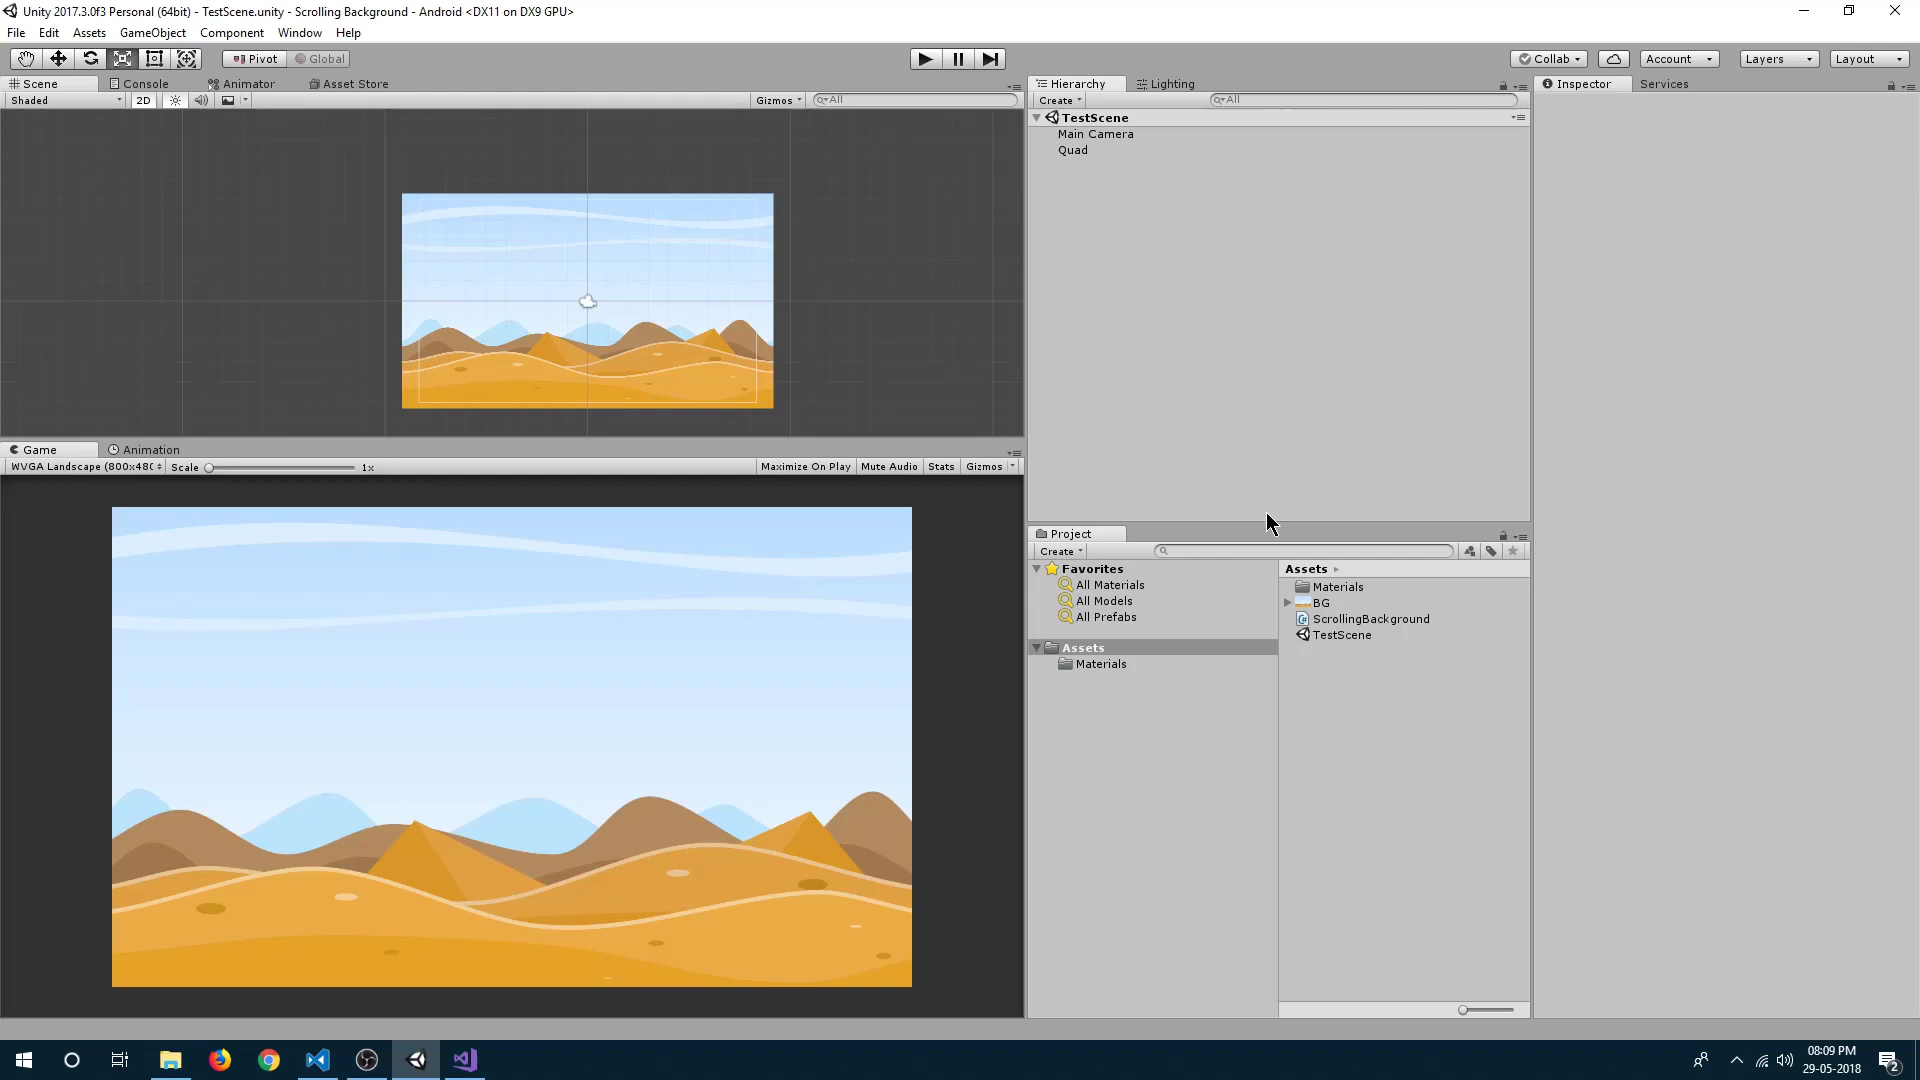 Unity 2017.3.0f3 Personal (64bit) - TestScene.unity - Scrolling Background - Android <DX11 on DX9 GPU>
File Edit Assets GameObject Component Window Help
Pivot Global Collab Account Layers Layout
Scene Console Animator Asset Store
Shaded 2D Gizmos All
Hierarchy Lighting
Create All
TestScene
Main Camera
Quad
Inspector Services
Game Animation
WVGA Landscape (800x48( Scale 1x Maximize On Play Mute Audio Stats Gizmos
Project
Create
Favorites
All Materials
All Models
All Prefabs
Assets
Materials
Assets
Materials
BG
ScrollingBackground
TestScene
08:09 PM
29-05-2018
2